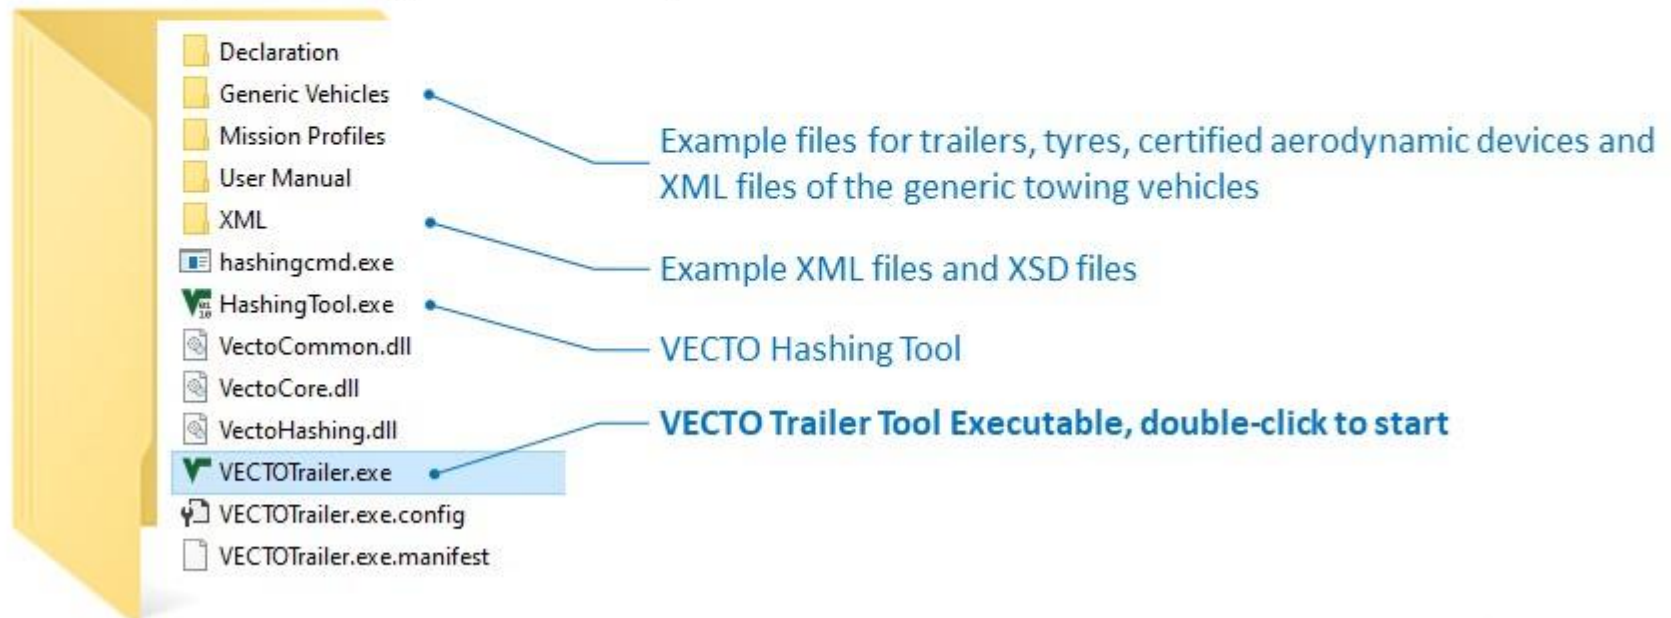 Declaration
Generic Vehicles
Mission Profiles
User Manual
XML
hashingcmd.exe
HashingTool.exe
VectoCommon.dll
VectoCore.dll
VectoHashing.dll
VECTOTrailer.exe
VECTOTrailer.exe.config
VECTOTrailer.exe.manifest
Example files for trailers, tyres, certified aerodynamic devices and
XML files of the generic towing vehicles
Example XML files and XSD files
VECTO Hashing Tool
VECTO Trailer Tool Executable, double-click to start